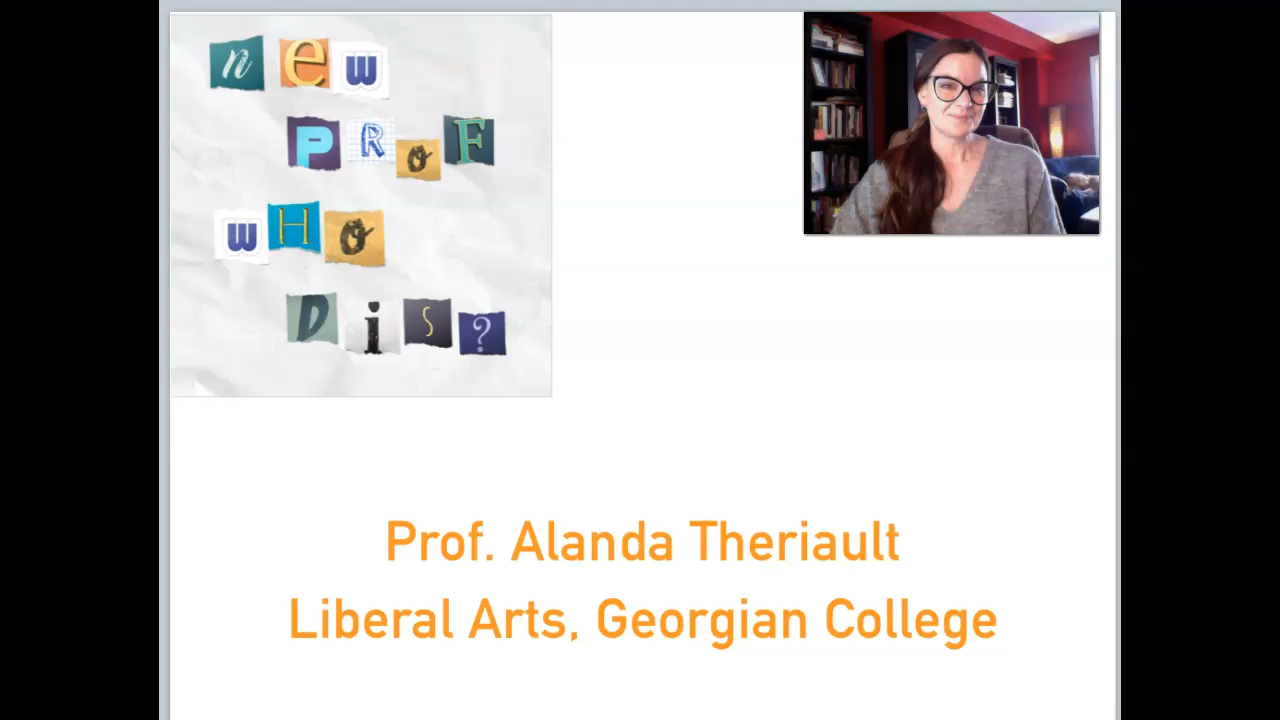 new
PRoF
wHo
DiS?
Prof. Alanda Theriault
Liberal Arts, Georgian College